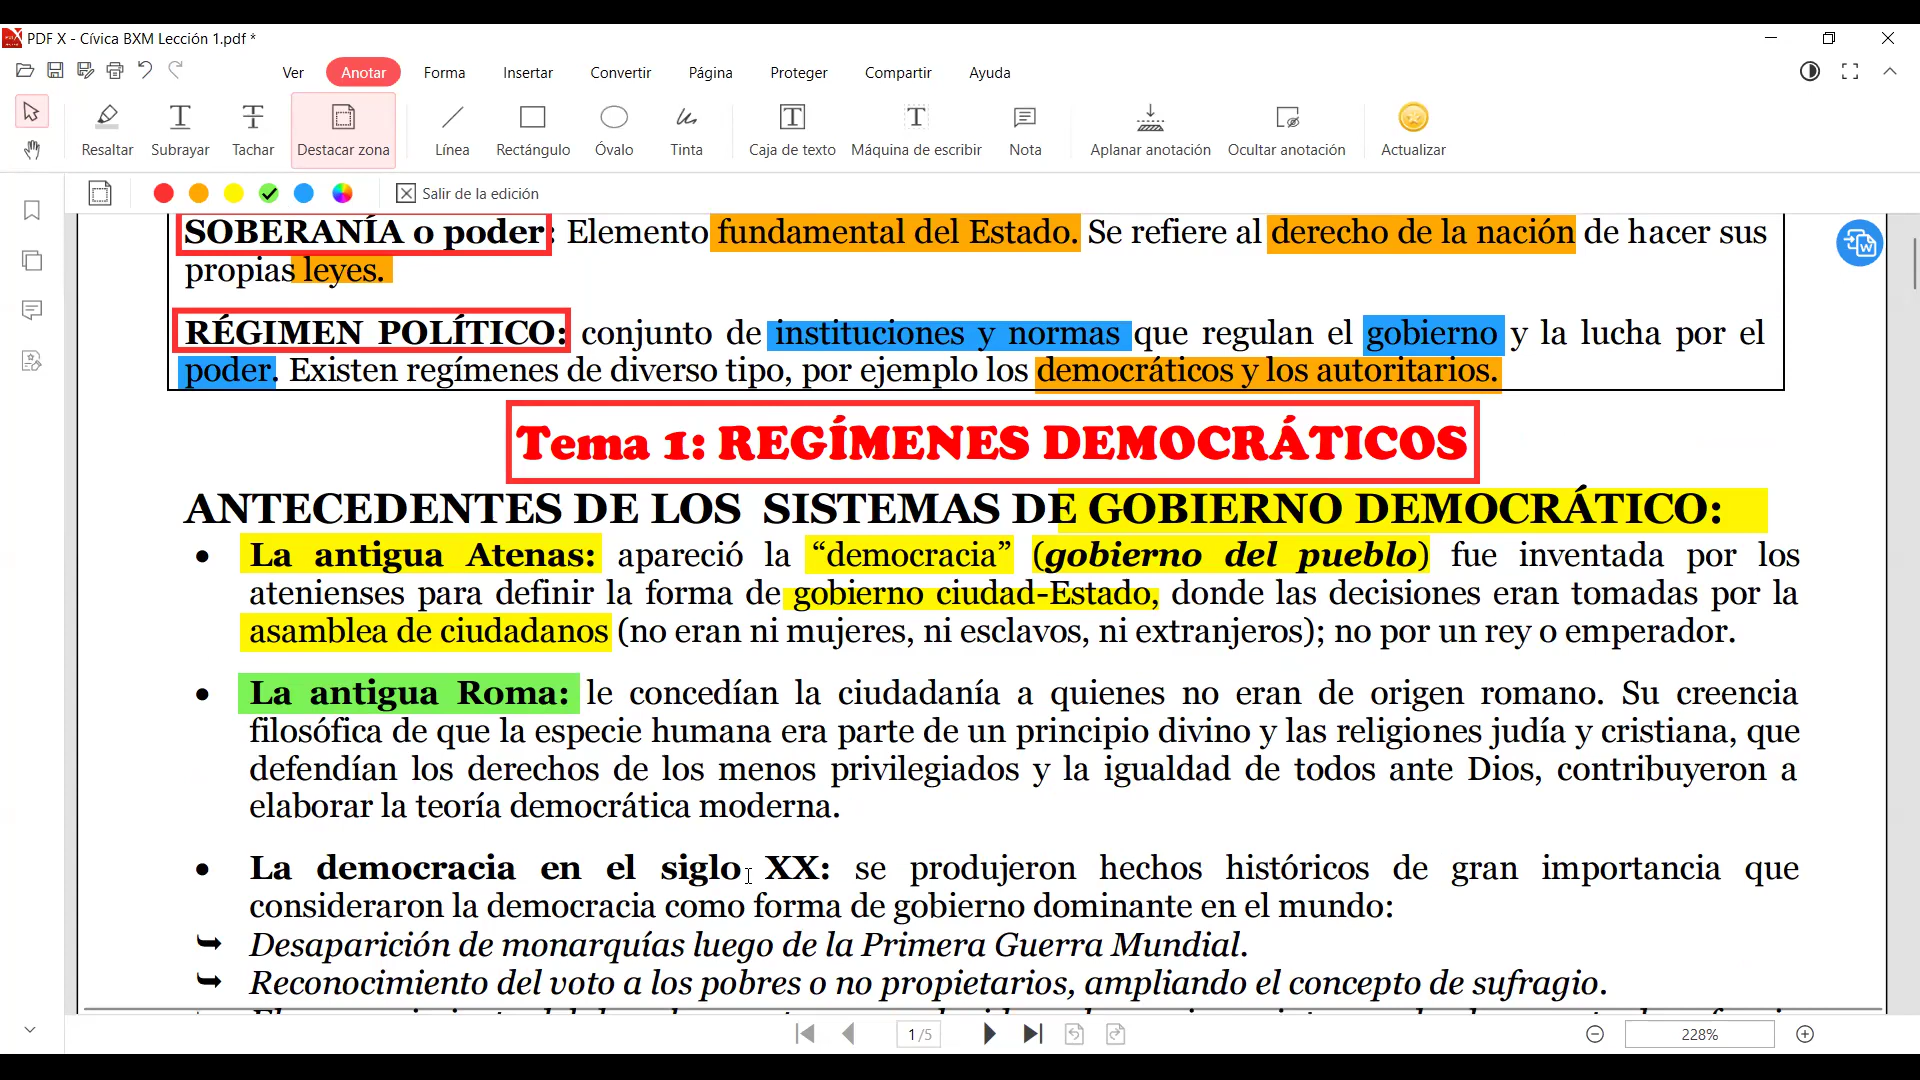 PDF X - Cívica BXM Lección 1.pdf *
Ver Anotar Forma Insertar Convertir Página Proteger Compartir Ayuda
Resaltar Subrayar Tachar Destacar zona Línea Rectángulo Óvalo Tinta Caja de texto Máquina de escribir Nota Aplanar anotación Ocultar anotación Actualizar
Salir de la edición
SOBERANÍA o poder: Elemento fundamental del Estado. Se refiere al derecho de la nación de hacer sus
propias leyes.
RÉGIMEN POLÍTICO: conjunto de instituciones y normas que regulan el gobierno y la lucha por el
poder. Existen regímenes de diverso tipo, por ejemplo los democráticos y los autoritarios.
Tema 1: REGÍMENES DEMOCRÁTICOS
ANTECEDENTES DE LOS SISTEMAS DE GOBIERNO DEMOCRÁTICO:
• La antigua Atenas: apareció la “democracia” (gobierno del pueblo) fue inventada por los
atenienses para definir la forma de gobierno ciudad-Estado, donde las decisiones eran tomadas por la
asamblea de ciudadanos (no eran ni mujeres, ni esclavos, ni extranjeros); no por un rey o emperador.
• La antigua Roma: le concedían la ciudadanía a quienes no eran de origen romano. Su creencia
filosófica de que la especie humana era parte de un principio divino y las religiones judía y cristiana, que
defendían los derechos de los menos privilegiados y la igualdad de todos ante Dios, contribuyeron a
elaborar la teoría democrática moderna.
• La democracia en el siglo XX: se produjeron hechos históricos de gran importancia que
consideraron la democracia como forma de gobierno dominante en el mundo:
Desaparición de monarquías luego de la Primera Guerra Mundial.
Reconocimiento del voto a los pobres o no propietarios, ampliando el concepto de sufragio.
1/5
228%